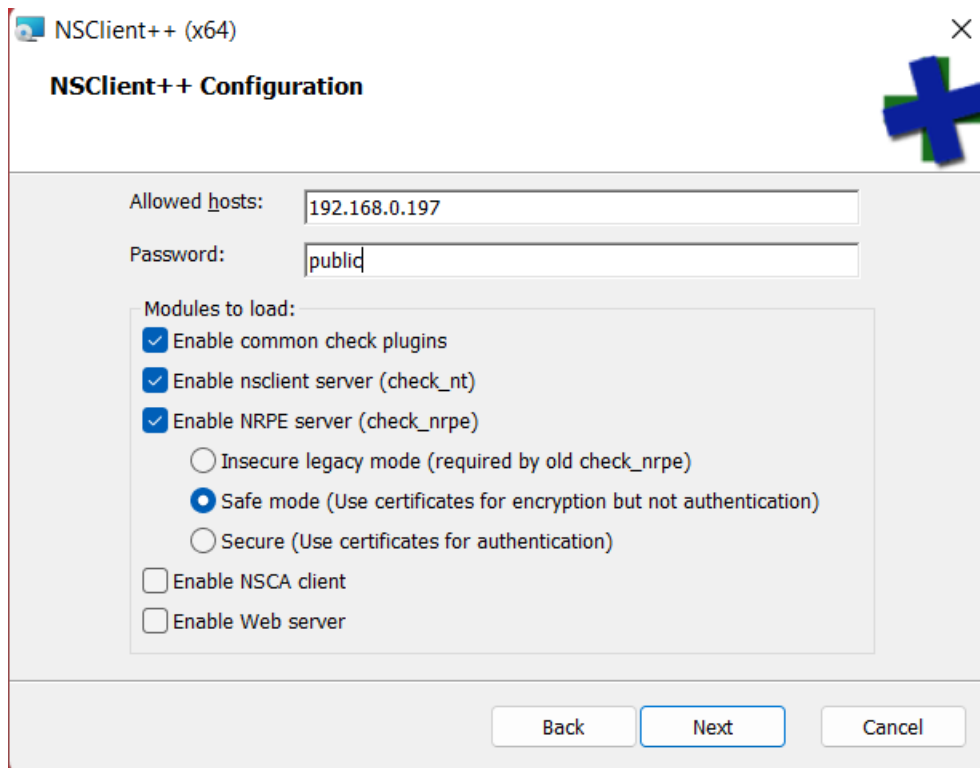 NSClient++ (x64)
NSClient++ Configuration
Allowed hosts: 192.168.0.197
Password: public
Modules to load:
Enable common check plugins
Enable nsclient server (check_nt)
Enable NRPE server (check_nrpe)
Insecure legacy mode (required by old check_nrpe)
Safe mode (Use certificates for encryption but not authentication)
Secure (Use certificates for authentication)
Enable NSCA client
Enable Web server
Back Next Cancel